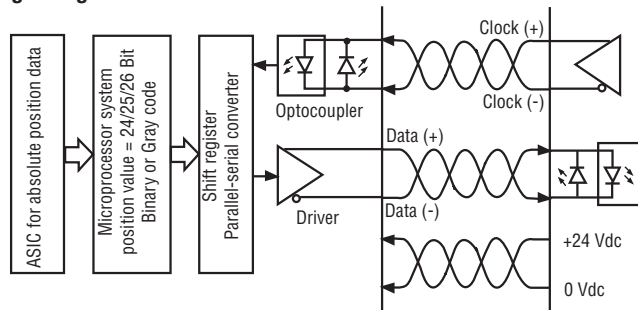 ASIC for absolute position data
Microprocessor system
position value = 24/25/26 Bit
Binary or Gray code
Shift register
Parallel-serial converter
Optocoupler
Driver
Clock (+)
Clock (-)
Data (+)
Data (-)
+24 Vdc
0 Vdc